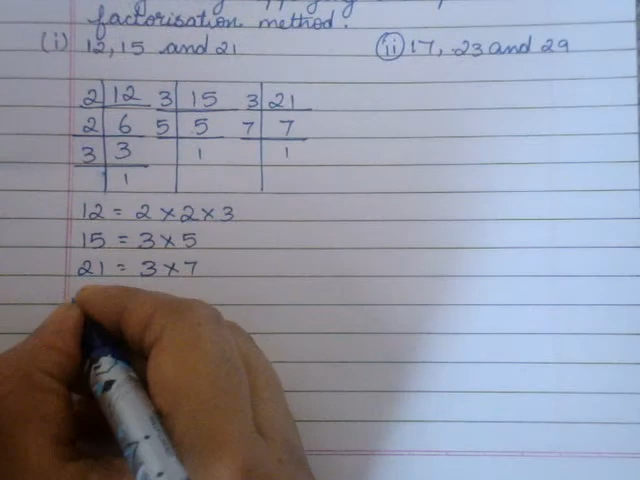 factorisation method.
(i) 12, 15 and 21 (ii) 17, 23 and 29
2 12 3 15 3 21
2 6 5 5 7 7
3 3 1 1
1
12 = 2 × 2 × 3
15 = 3 × 5
21 = 3 × 7